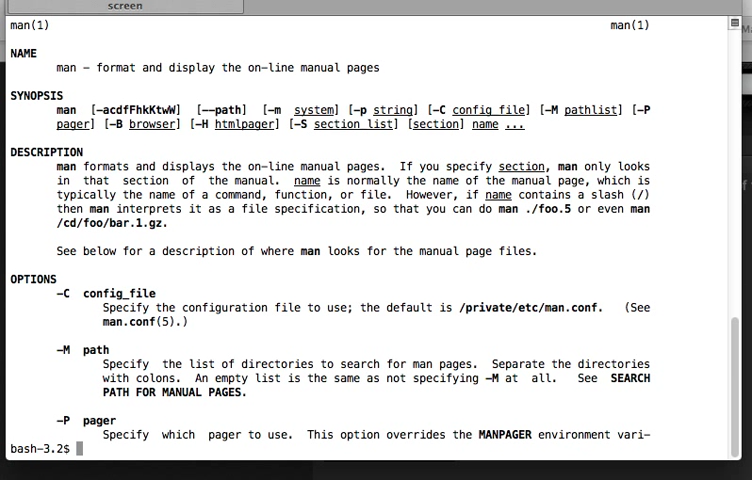 screen
man(1) man(1)
NAME
man - format and display the on-line manual pages
SYNOPSIS
man [-acdfFhkKtwW] [--path] [-m system] [-p string] [-C config_file] [-M pathlist] [-P
pager] [-B browser] [-H htmlpager] [-S section_list] [section] name ...
DESCRIPTION
man formats and displays the on-line manual pages. If you specify section, man only looks
in that section of the manual. name is normally the name of the manual page, which is
typically the name of a command, function, or file. However, if name contains a slash (/)
then man interprets it as a file specification, so that you can do man ./foo.5 or even man
/cd/foo/bar.1.gz.
See below for a description of where man looks for the manual page files.
OPTIONS
-C config_file
Specify the configuration file to use; the default is /private/etc/man.conf. (See
man.conf(5).)
-M path
Specify the list of directories to search for man pages. Separate the directories
with colons. An empty list is the same as not specifying -M at all. See SEARCH
PATH FOR MANUAL PAGES.
-P pager
Specify which pager to use. This option overrides the MANPAGER environment vari-
bash-3.2$